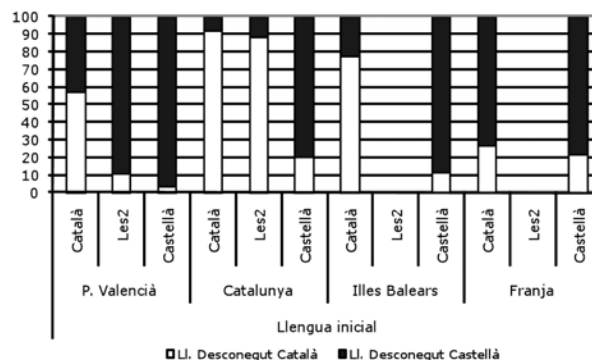 100
90
80
70
60
50
40
30
20
10
0
Català
Les2
Castellà
Català
Les2
Castellà
Català
Les2
Castellà
Català
Les2
Castellà
P. Valencià Catalunya Illes Balears Franja
Llengua inicial
Ll. Desconegut Català Ll. Desconegut Castellà